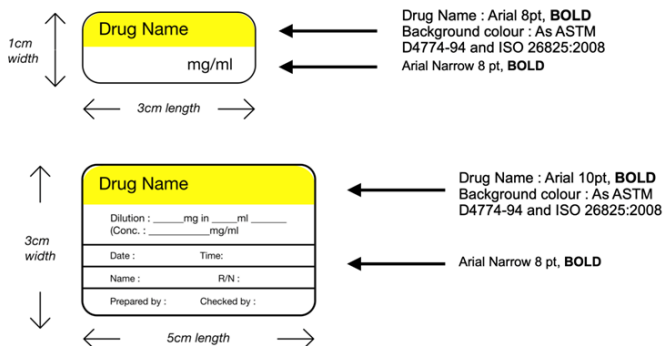 Drug Name
mg/ml
1cm
width
3cm length
Drug Name : Arial 8pt, BOLD
Background colour : As ASTM
D4774-94 and ISO 26825:2008
Arial Narrow 8 pt, BOLD
Drug Name
Dilution : _____mg in ____ml ______
(Conc. : __________mg/ml
Date : Time:
Name : R/N :
Prepared by : Checked by :
3cm
width
5cm length
Drug Name : Arial 10pt, BOLD
Background colour : As ASTM
D4774-94 and ISO 26825:2008
Arial Narrow 8 pt, BOLD